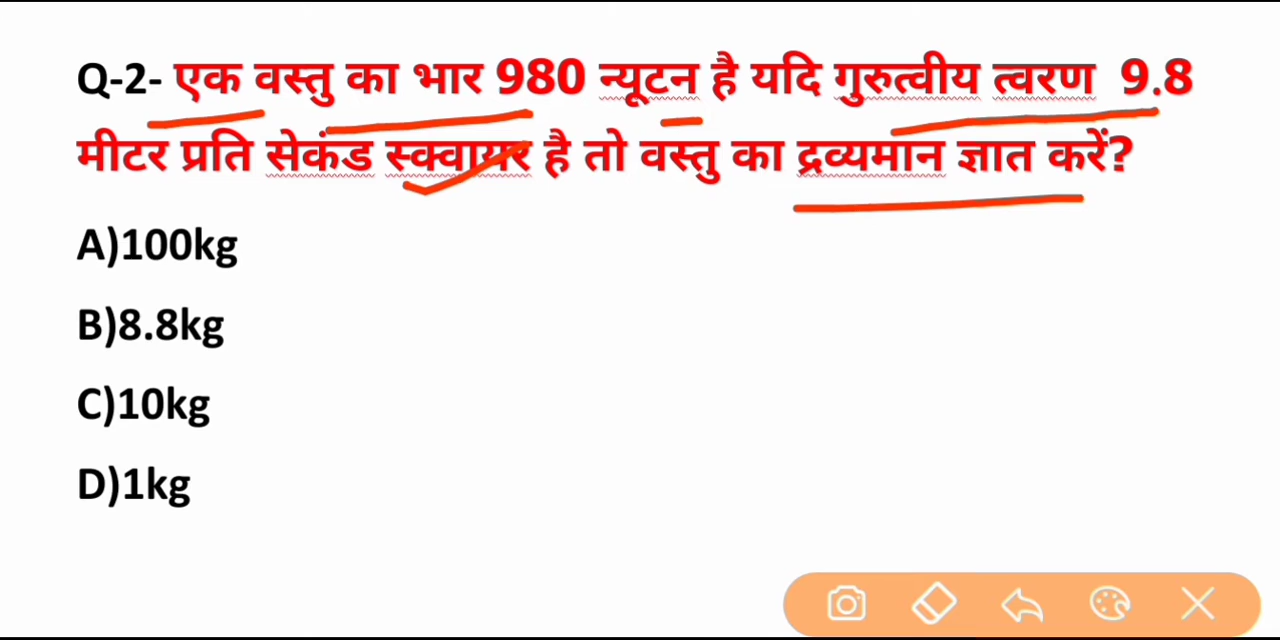 Q-2- एक वस्तु का भार 980 न्यूटन है यदि गुरुत्वीय त्वरण 9.8
मीटर प्रति सेकंड स्क्वायर है तो वस्तु का द्रव्यमान ज्ञात करें?
A)100kg
B)8.8kg
C)10kg
D)1kg